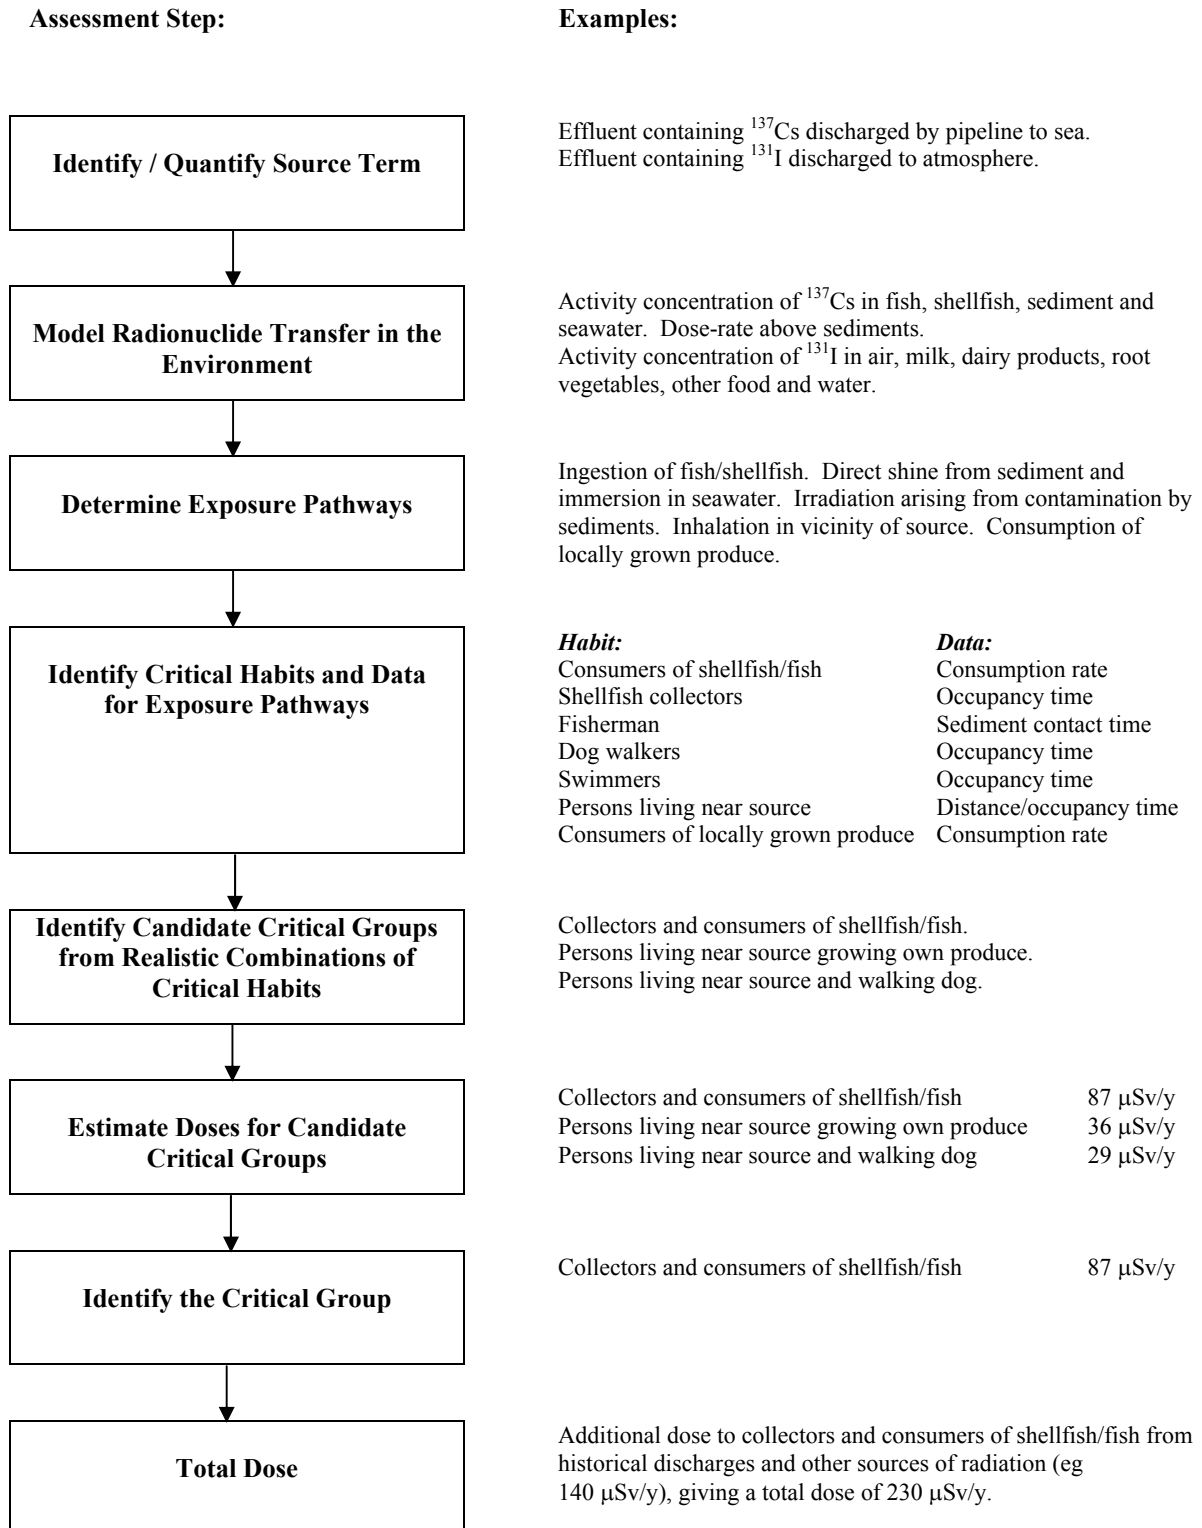 Assessment Step: Examples:
Identify / Quantify Source Term
Effluent containing ¹³⁷Cs discharged by pipeline to sea.
Effluent containing ¹³¹I discharged to atmosphere.
Model Radionuclide Transfer in the
Environment
Activity concentration of ¹³⁷Cs in fish, shellfish, sediment and
seawater. Dose-rate above sediments.
Activity concentration of ¹³¹I in air, milk, dairy products, root
vegetables, other food and water.
Determine Exposure Pathways
Ingestion of fish/shellfish. Direct shine from sediment and
immersion in seawater. Irradiation arising from contamination by
sediments. Inhalation in vicinity of source. Consumption of
locally grown produce.
Identify Critical Habits and Data
for Exposure Pathways
Habit: Data:
Consumers of shellfish/fish Consumption rate
Shellfish collectors Occupancy time
Fisherman Sediment contact time
Dog walkers Occupancy time
Swimmers Occupancy time
Persons living near source Distance/occupancy time
Consumers of locally grown produce Consumption rate
Identify Candidate Critical Groups
from Realistic Combinations of
Critical Habits
Collectors and consumers of shellfish/fish.
Persons living near source growing own produce.
Persons living near source and walking dog.
Estimate Doses for Candidate
Critical Groups
Collectors and consumers of shellfish/fish 87 μSv/y
Persons living near source growing own produce 36 μSv/y
Persons living near source and walking dog 29 μSv/y
Identify the Critical Group
Collectors and consumers of shellfish/fish 87 μSv/y
Total Dose
Additional dose to collectors and consumers of shellfish/fish from
historical discharges and other sources of radiation (eg
140 μSv/y), giving a total dose of 230 μSv/y.